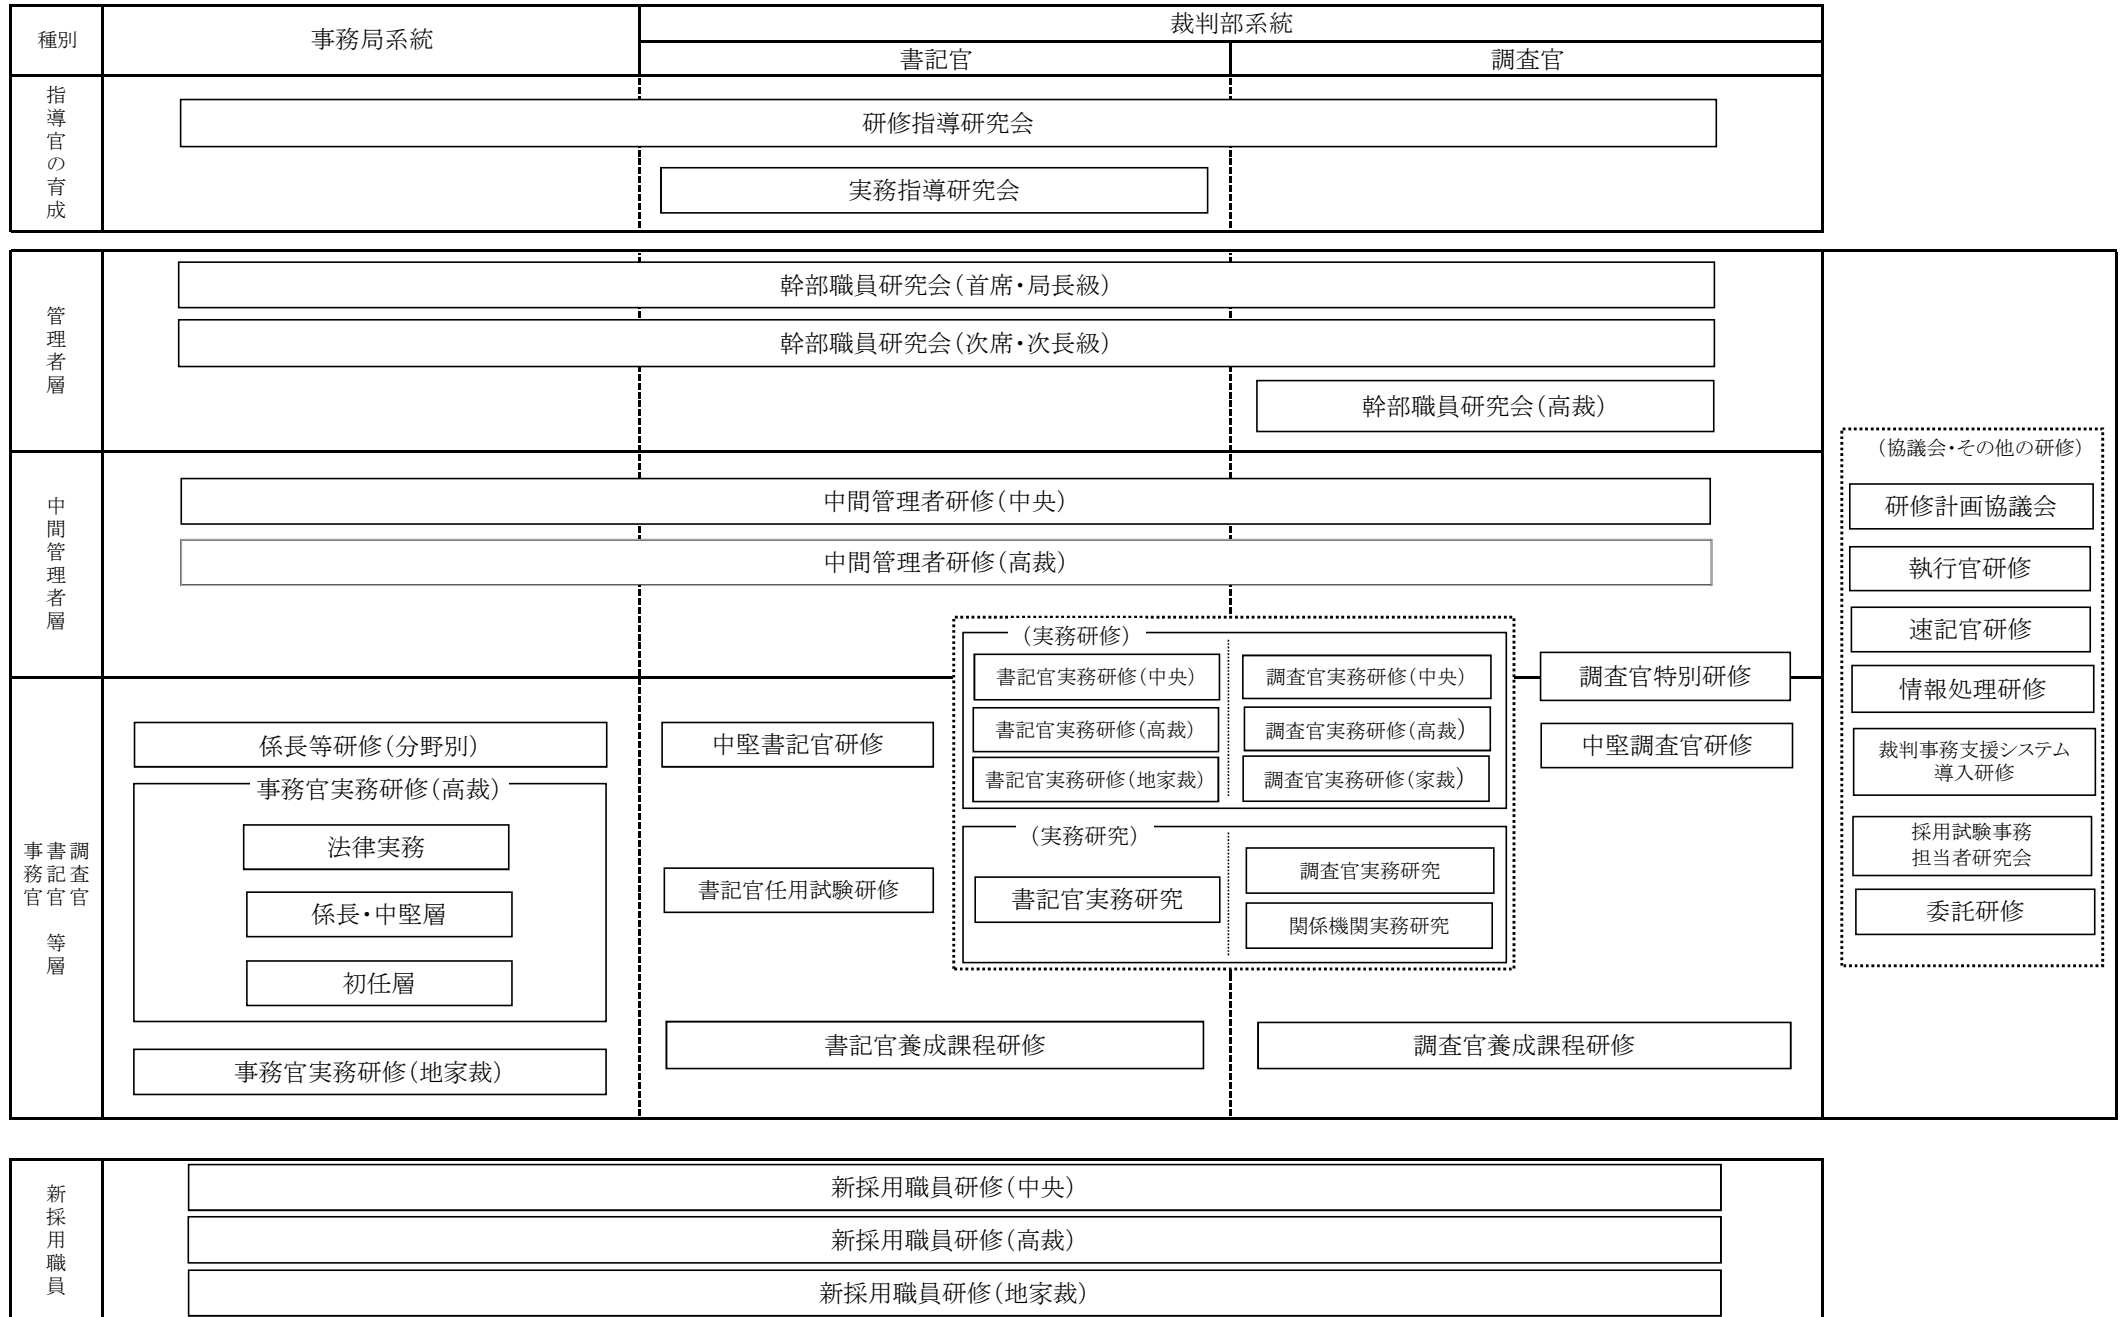 種別
事務局系統
裁判部系統
書記官
調査官
指導官の育成
研修指導研究会
実務指導研究会
管理者層
幹部職員研究会(首席・局長級)
幹部職員研究会(次席・次長級)
幹部職員研究会(高裁)
中間管理者層
中間管理者研修(中央)
中間管理者研修(高裁)
調査官
書記官
事務官
等層
係長等研修(分野別)
事務官実務研修(高裁)
法律実務
係長・中堅層
初任層
事務官実務研修(地家裁)
中堅書記官研修
書記官任用試験研修
書記官養成課程研修
(実務研修)
書記官実務研修(中央)
書記官実務研修(高裁)
書記官実務研修(地家裁)
調査官実務研修(中央)
調査官実務研修(高裁)
調査官実務研修(家裁)
(実務研究)
書記官実務研究
調査官実務研究
関係機関実務研究
調査官特別研修
中堅調査官研修
調査官養成課程研修
(協議会・その他の研修)
研修計画協議会
執行官研修
速記官研修
情報処理研修
裁判事務支援システム
導入研修
採用試験事務
担当者研究会
委託研修
新採用職員
新採用職員研修(中央)
新採用職員研修(高裁)
新採用職員研修(地家裁)